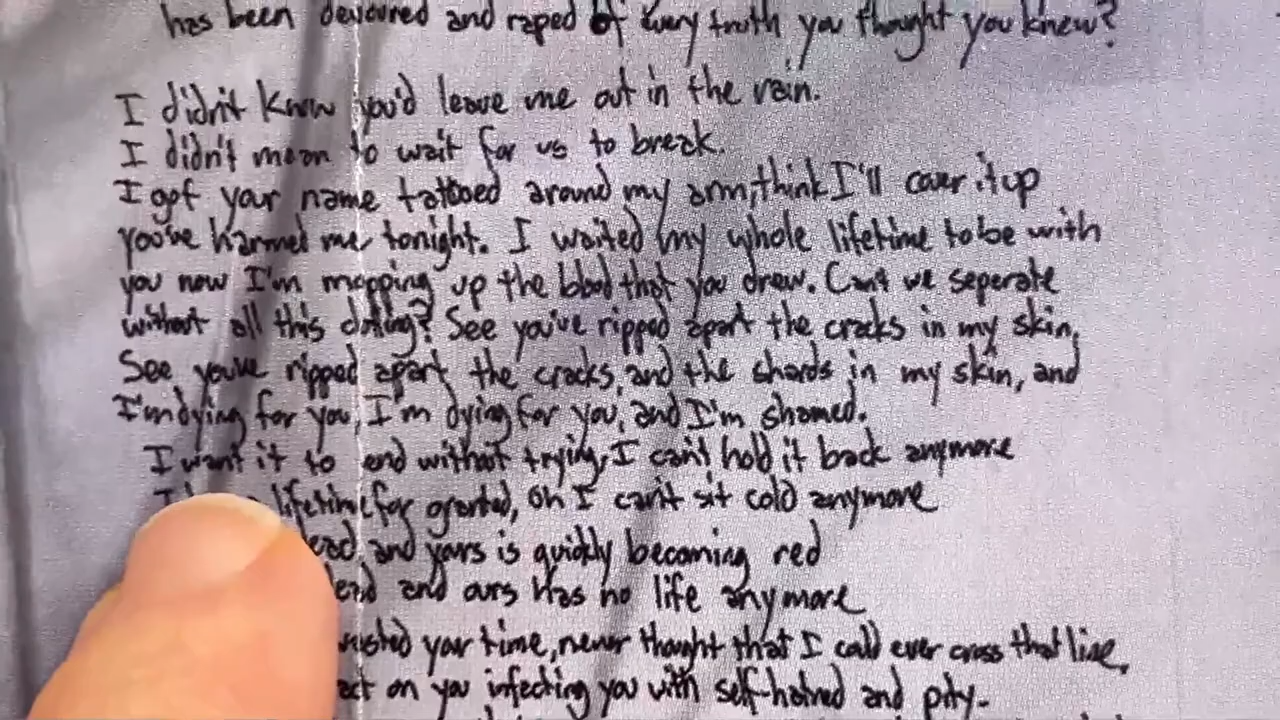 has been devoured and raped of every truth you thought you knew?
I didn't know you'd leave me out in the rain.
I didn't mean to wait for us to break.
I got your name tattooed around my arm, think I'll cover it up
you've harmed me tonight. I waited my whole lifetime to be with
you now I'm mopping up the blood that you drew. Can't we seperate
without all this dating? See you've ripped apart the cracks in my skin,
See you've ripped apart the cracks, and the shards in my skin, and
I'm dying for you, I'm dying for you, and I'm shamed.
I want it to end without trying, I can't hold it back anymore
I lifetime for granted, oh I can't sit cold anymore
and yours is quickly becoming red
and ours has no life anymore
your time, never thought that I could ever cross that line,
on you infecting you with self-hatred and pity-